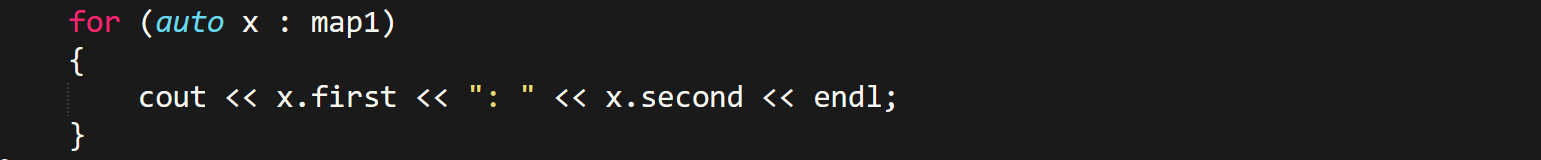 for (auto x : map1)
{
    cout << x.first << ": " << x.second << endl;
}